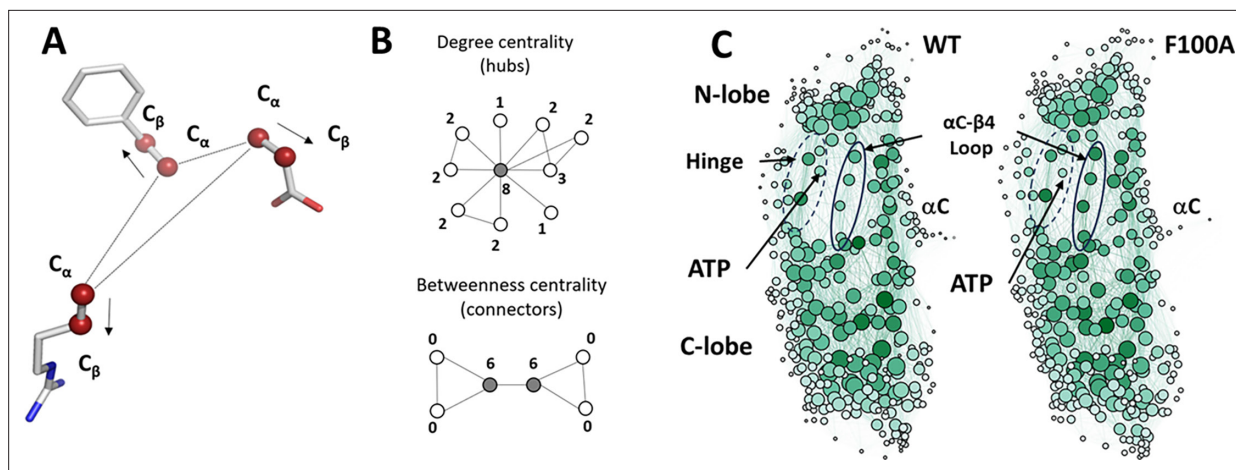 A
Cβ
Cα
Cα
Cβ
Cα
Cβ
B
Degree centrality
(hubs)
2
1
2
2
2
8
3
2
2
1
Betweenness centrality
(connectors)
0
6
6
0
0
0
C
WT
F100A
N-lobe
αC-β4
Loop
Hinge
αC
αC
ATP
ATP
C-lobe